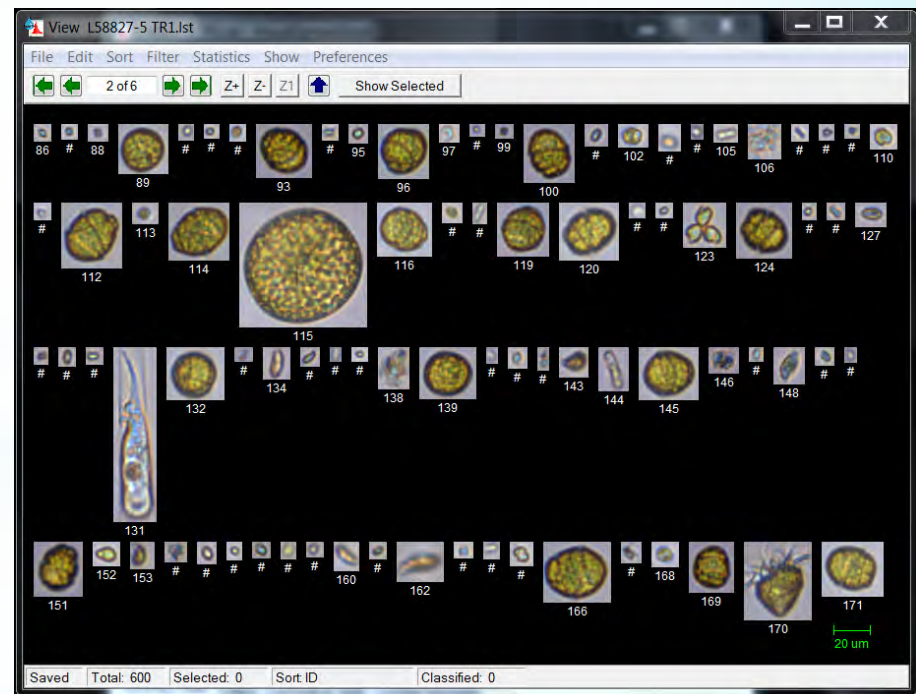 View L58827-5 TR1.lst
File Edit Sort Filter Statistics Show Preferences
2 of 6 Z+ Z- Z1 Show Selected
86 # 88 89 # # # 93 # 95 96 97 # 99 100 # 102 # # 105 106 # # # 110
# 112 113 114 115 116 # # 119 120 # # 123 124 # # 127
# # # 131 132 # 134 # # # 138 139 # # # 143 144 145 146 # 148 # #
151 152 153 # # # # # # 160 # 162 # # # 166 # 168 169 170 171
20 um
Saved Total: 600 Selected: 0 Sort: ID Classified: 0